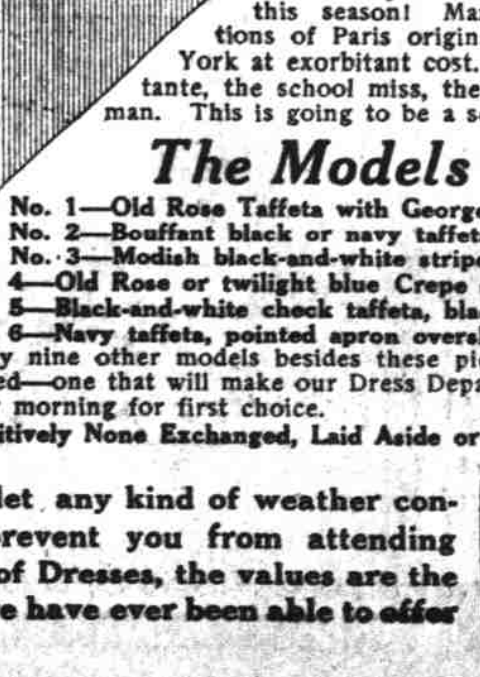 this season! Ma
tions of Paris origin
York at exorbitant cost.
tante, the school miss, the
man. This is going to be a s
The Models
No. 1—Old Rose Taffeta with George
No. 2—Bouffant black or navy taffet
No. 3—Modish black-and-white stripe
4—Old Rose or twilight blue Crepe
5—Black-and-white check taffeta, bla
6—Navy taffeta, pointed apron overs
y nine other models besides these pi
ed—one that will make our Dress Depa
morning for first choice.
itively None Exchanged, Laid Aside or
let any kind of weather con-
revent you from attending
of Dresses, the values are the
e have ever been able to offer